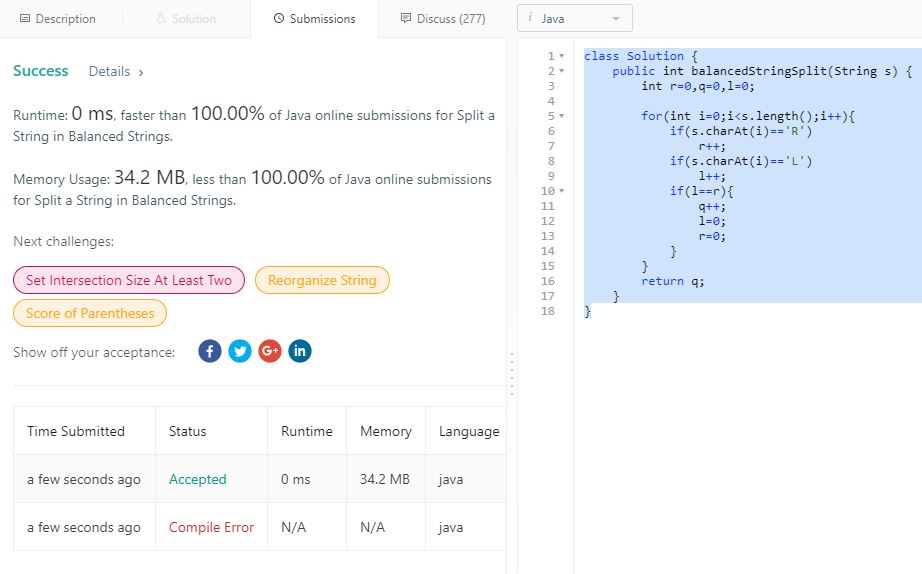 Description
Solution
Submissions
Discuss (277)
i Java
Success Details ›
Runtime: 0 ms, faster than 100.00% of Java online submissions for Split a
String in Balanced Strings.
Memory Usage: 34.2 MB, less than 100.00% of Java online submissions
for Split a String in Balanced Strings.
Next challenges:
Set Intersection Size At Least Two
Reorganize String
Score of Parentheses
Show off your acceptance:
f G+ in
Time Submitted Status Runtime Memory Language
a few seconds ago Accepted 0 ms 34.2 MB java
a few seconds ago Compile Error N/A N/A java
1 class Solution {
2 public int balancedStringSplit(String s) {
3 int r=0,q=0,l=0;
4
5 for(int i=0;i<s.length();i++){
6 if(s.charAt(i)=='R')
7 r++;
8 if(s.charAt(i)=='L')
9 l++;
10 if(l==r){
11 q++;
12 l=0;
13 r=0;
14 }
15 }
16 return q;
17 }
18 }